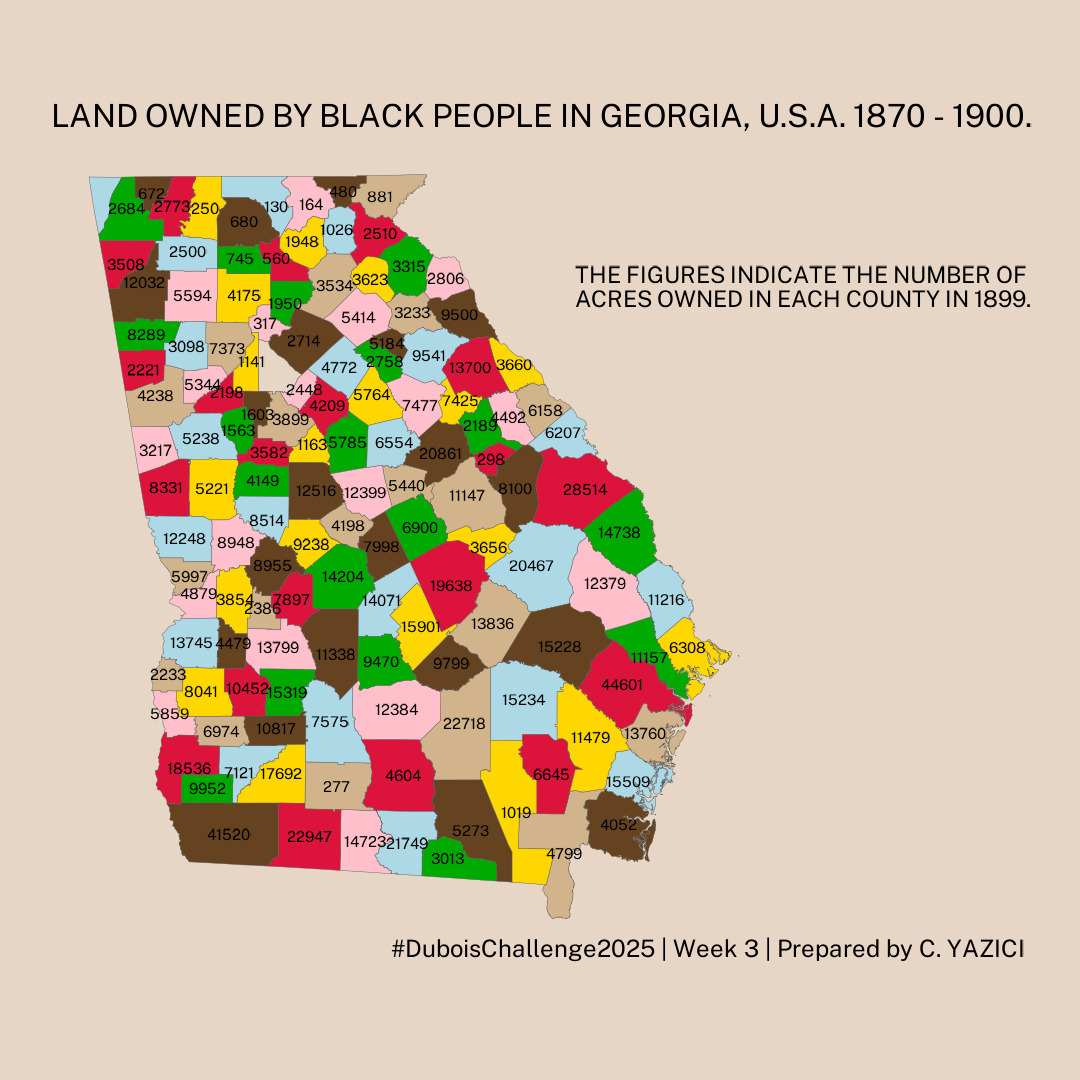 LAND OWNED BY BLACK PEOPLE IN GEORGIA, U.S.A. 1870 - 1900.
THE FIGURES INDICATE THE NUMBER OF
ACRES OWNED IN EACH COUNTY IN 1899.
672 480 881
2684 2773 250 130 164
680 1026 2510
1948
3508 2500 745 560 3315
12032 5594 4175 1950 3534 3623 2806
317 5414 3233 9500
8289 3098 7373 2714 5184
2221 1141 4772 2758 9541 13700 3660
4238 5344 2198 2448 4209 5764 7477 7425 4492 6158
1603 3899 2189
3217 5238 1563 3582 1163 5785 6554 20861 298 6207
8331 5221 4149 12516 12399 5440 11147 8100 28514
8514 4198 6900 14738
12248 8948 9238 7998 3656
5997 8955 14204 19638 20467 12379
4879 3854 2386 7897 14071 11216
15901 13836
13745 4479 13799 11338 9470 9799 15228 11157 6308
2233 8041 10452 15319 44601
5859 6974 10817 7575 12384 22718 15234 11479 13760
18536 7121 17692 277 4604 6645 15509
9952
41520 22947 14723 21749 5273 1019 4052
3013 4799
#DuboisChallenge2025 | Week 3 | Prepared by C. YAZICI